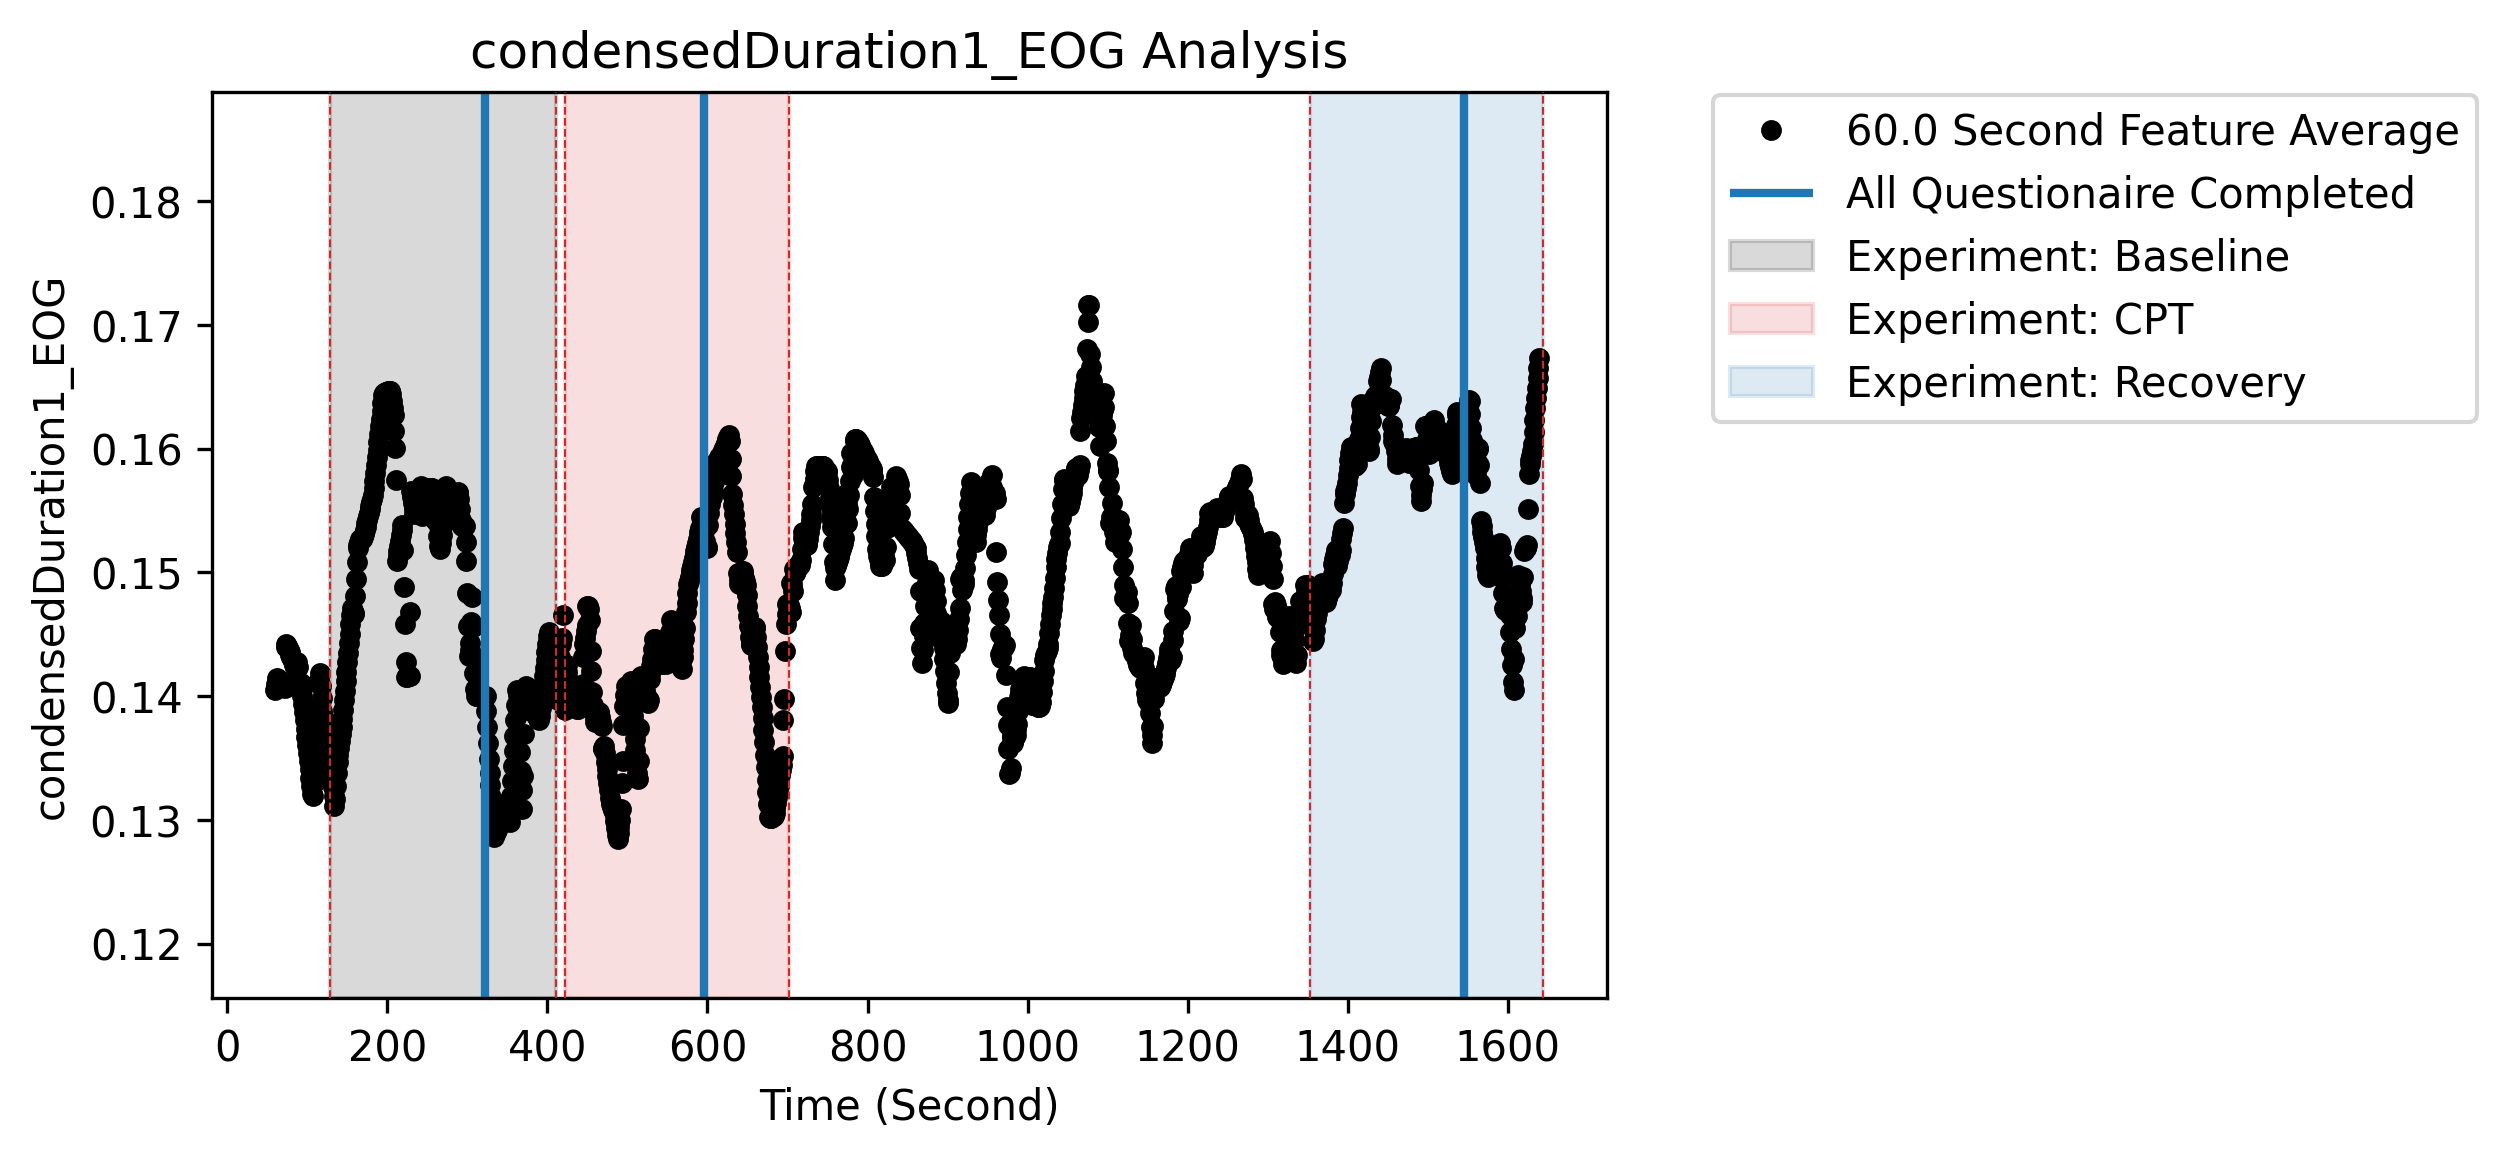 condensedDuration1_EOG Analysis
condensedDuration1_EOG
0.18
0.17
0.16
0.15
0.14
0.13
0.12
0 200 400 600 800 1000 1200 1400 1600
Time (Second)
60.0 Second Feature Average
All Questionaire Completed
Experiment: Baseline
Experiment: CPT
Experiment: Recovery